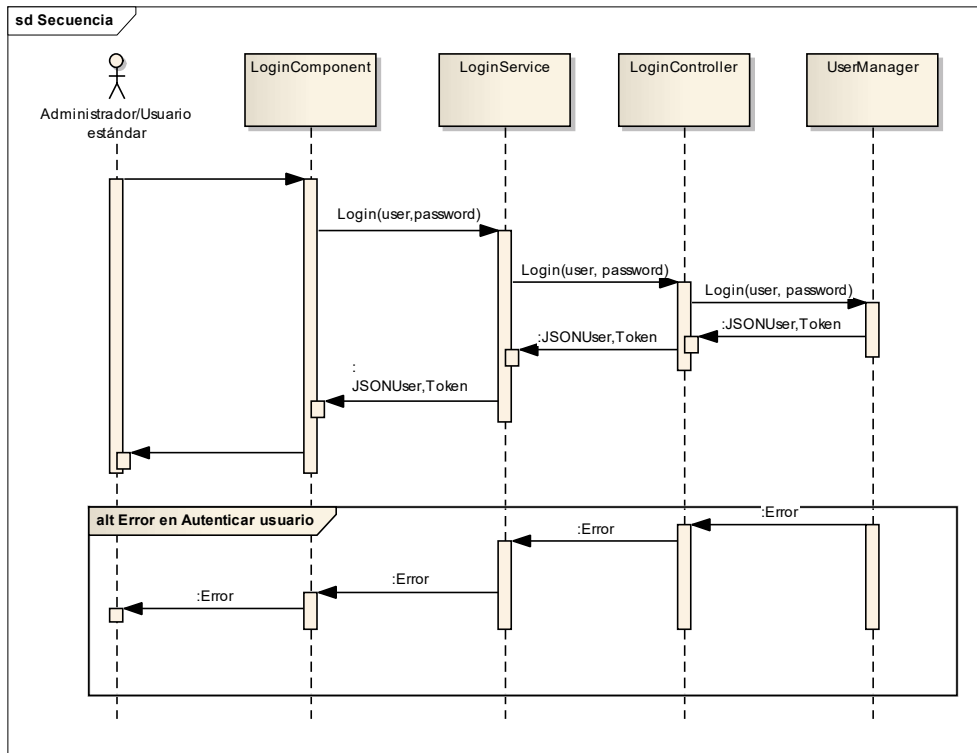 sd Secuencia
Administrador/Usuario
estándar
LoginComponent
LoginService
LoginController
UserManager
Login(user,password)
Login(user, password)
Login(user, password)
:JSONUser,Token
:JSONUser,Token
:
JSONUser,Token
alt Error en Autenticar usuario
:Error
:Error
:Error
:Error